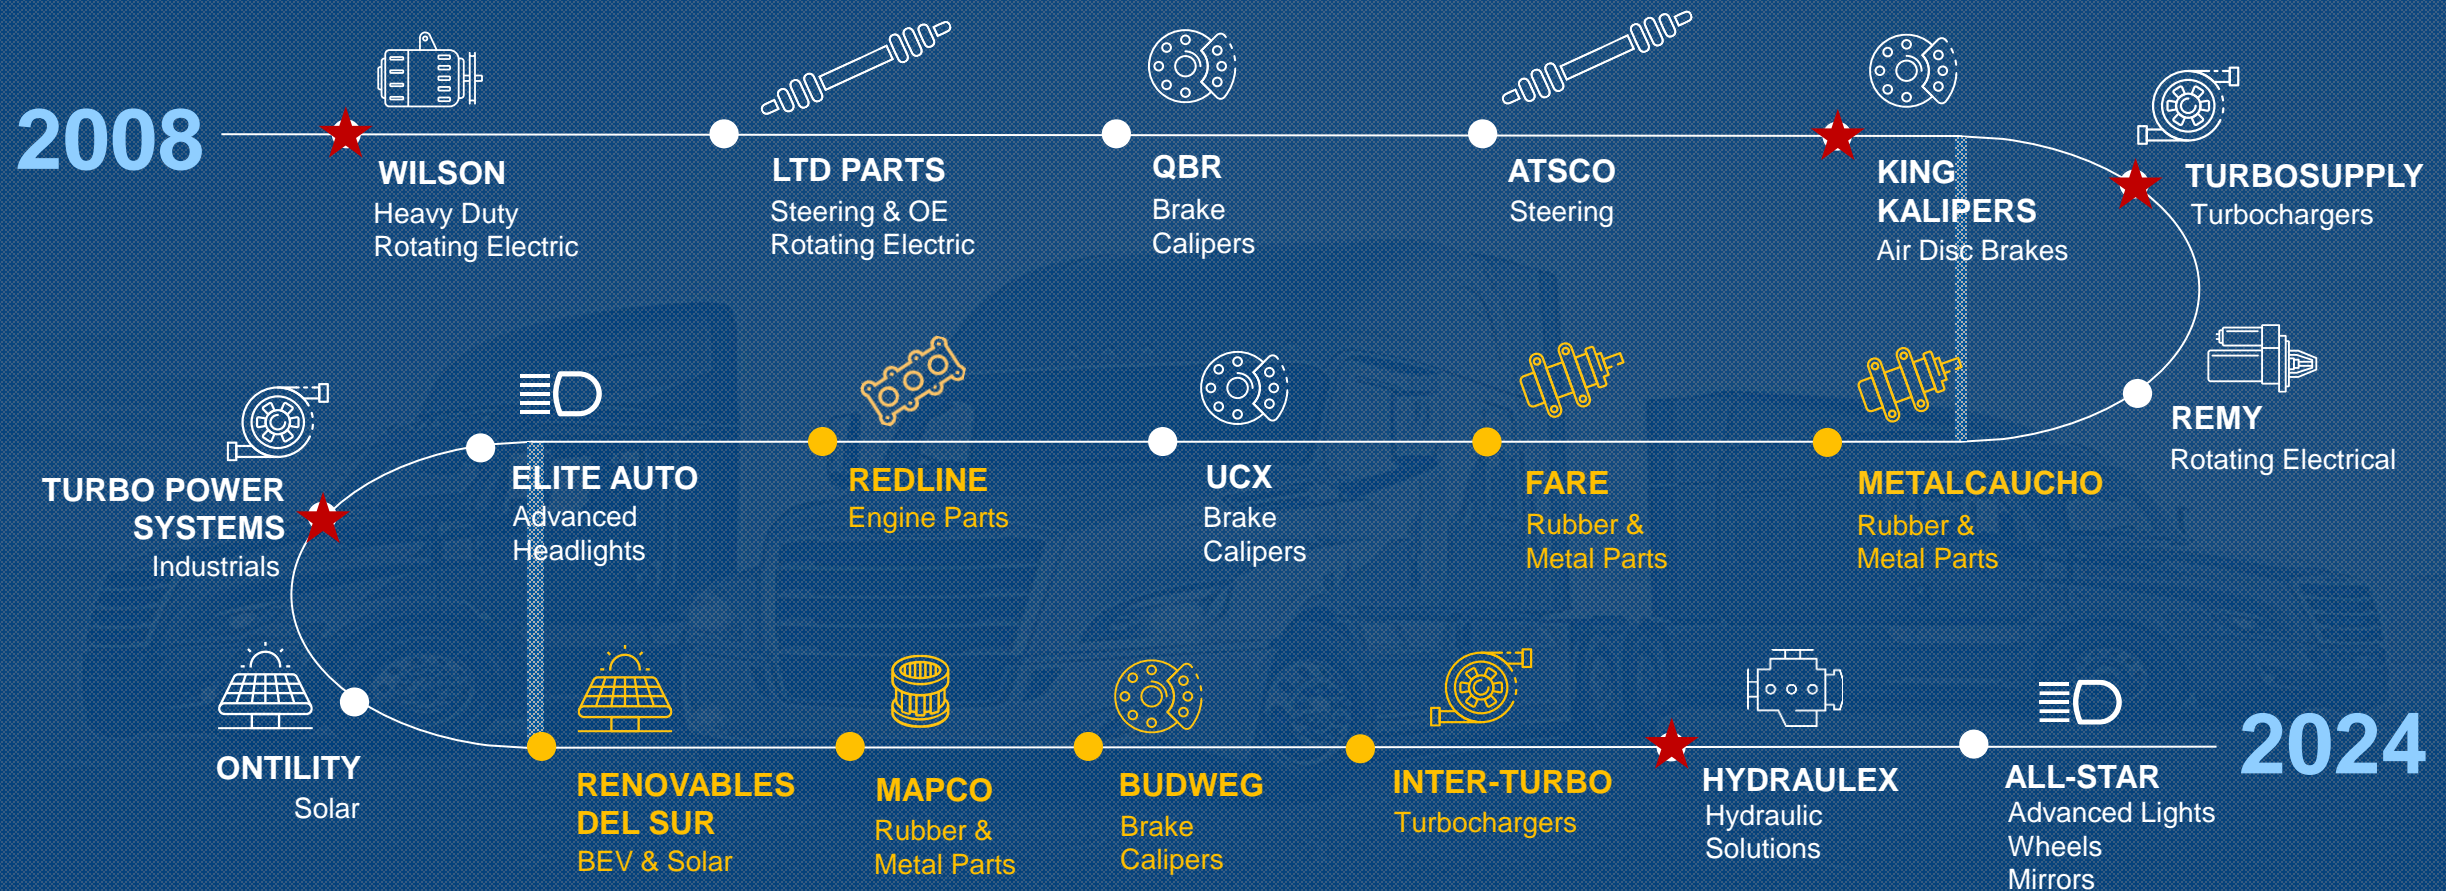 2008
WILSON
Heavy Duty
Rotating Electric
LTD PARTS
Steering & OE
Rotating Electric
QBR
Brake
Calipers
ATSCO
Steering
KING
KALIPERS
Air Disc Brakes
TURBOSUPPLY
Turbochargers
REMY
Rotating Electrical
METALCAUCHO
Rubber &
Metal Parts
FARE
Rubber &
Metal Parts
UCX
Brake
Calipers
REDLINE
Engine Parts
ELITE AUTO
Advanced
Headlights
TURBO POWER
SYSTEMS
Industrials
ONTILITY
Solar
RENOVABLES
DEL SUR
BEV & Solar
MAPCO
Rubber &
Metal Parts
BUDWEG
Brake
Calipers
INTER-TURBO
Turbochargers
HYDRAULEX
Hydraulic
Solutions
ALL-STAR
Advanced Lights
Wheels
Mirrors
2024